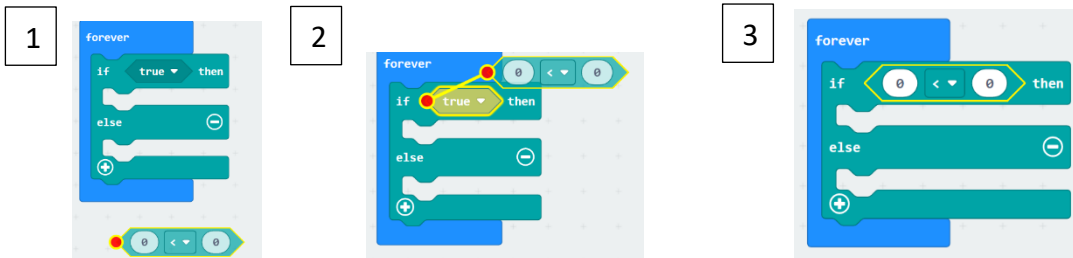 1
forever
if true then
else
0 < 0
2
forever
0 < 0
if true then
else
3
forever
if 0 < 0 then
else